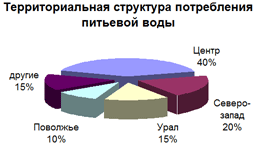 Территориальная структура потребления
питьевой воды
Центр
40%
другие
15%
Северо-
запад
20%
Поволжье
10%
Урал
15%